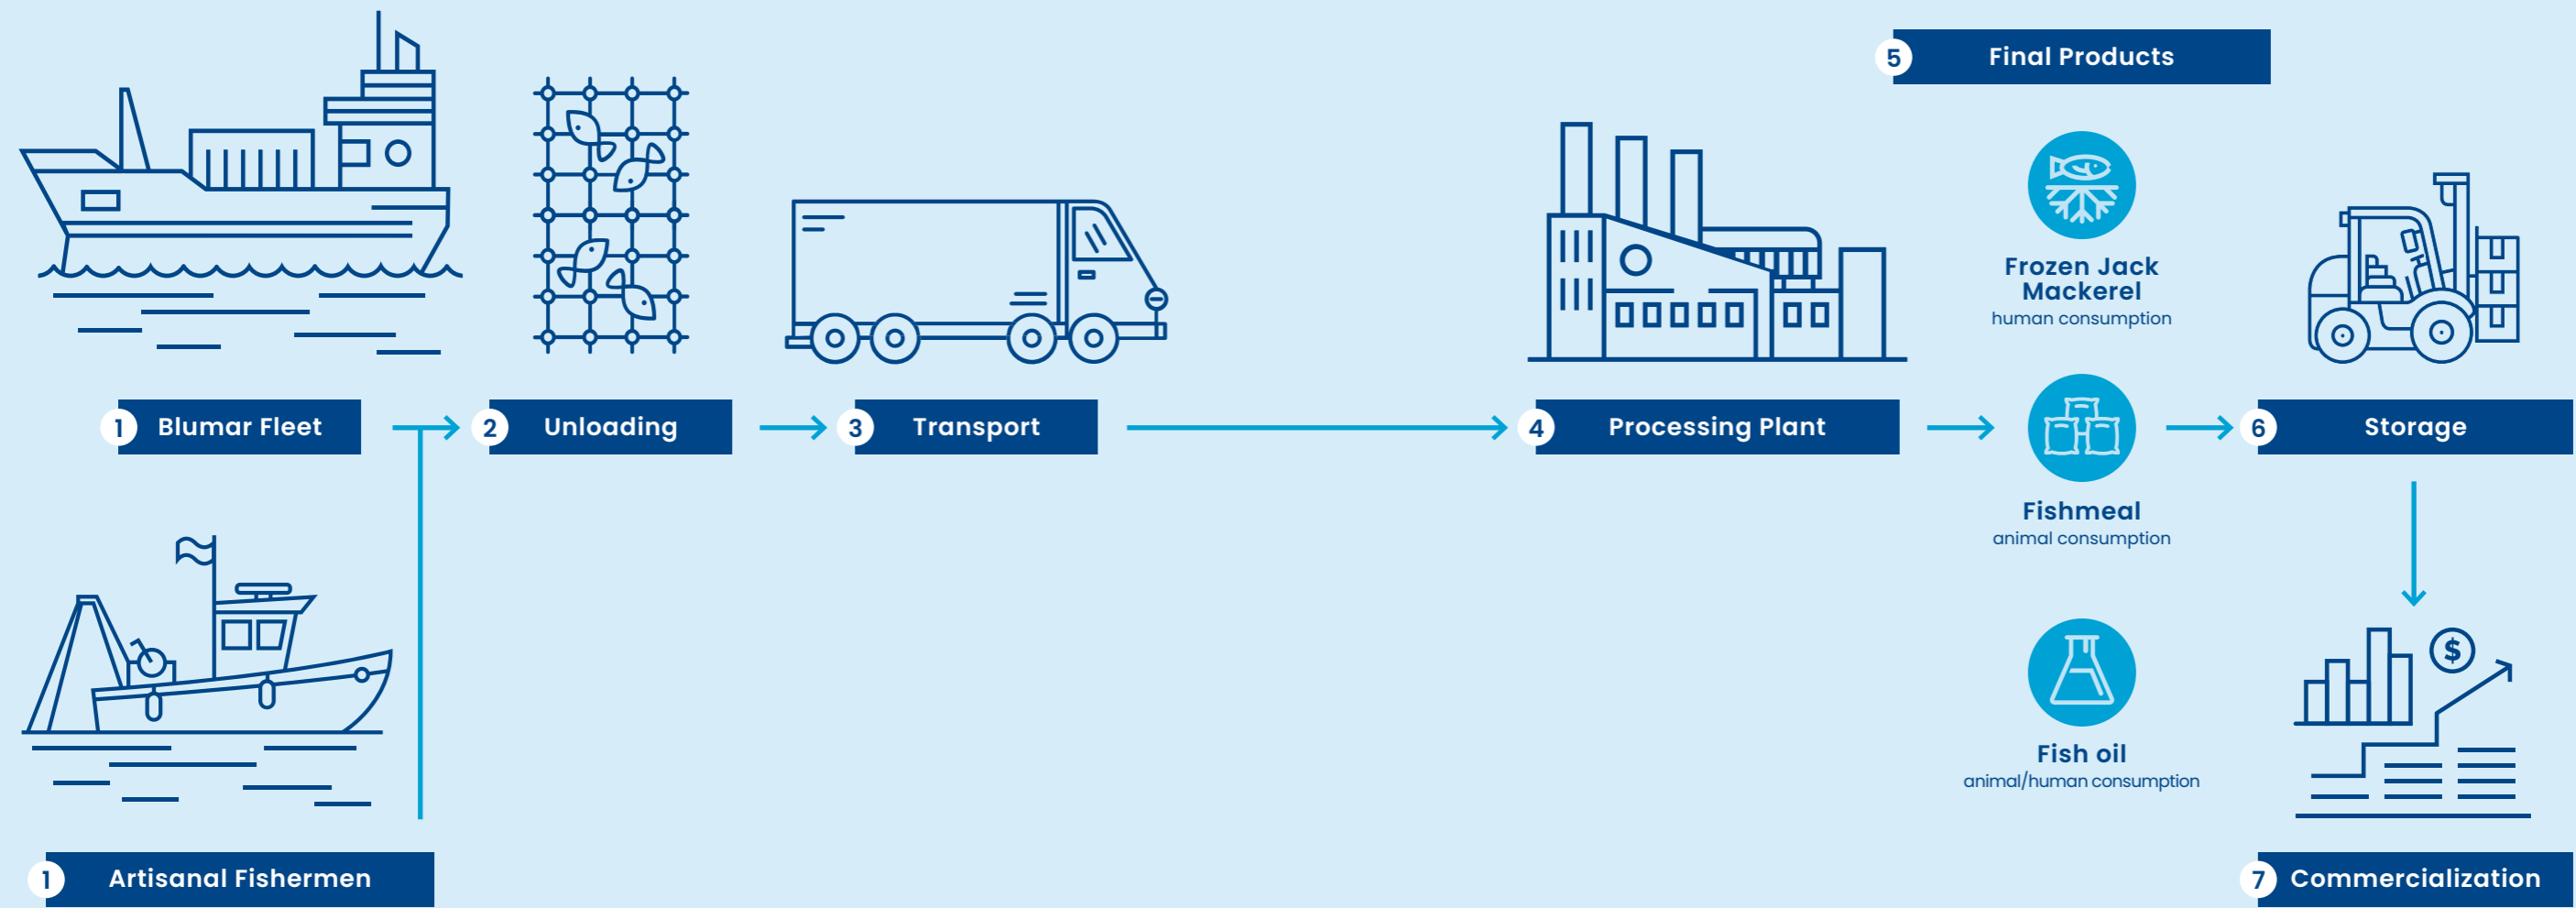 1 Blumar Fleet
1 Artisanal Fishermen
2 Unloading
3 Transport
4 Processing Plant
5 Final Products
Frozen Jack
Mackerel
human consumption
Fishmeal
animal consumption
Fish oil
animal/human consumption
6 Storage
$
7 Commercialization